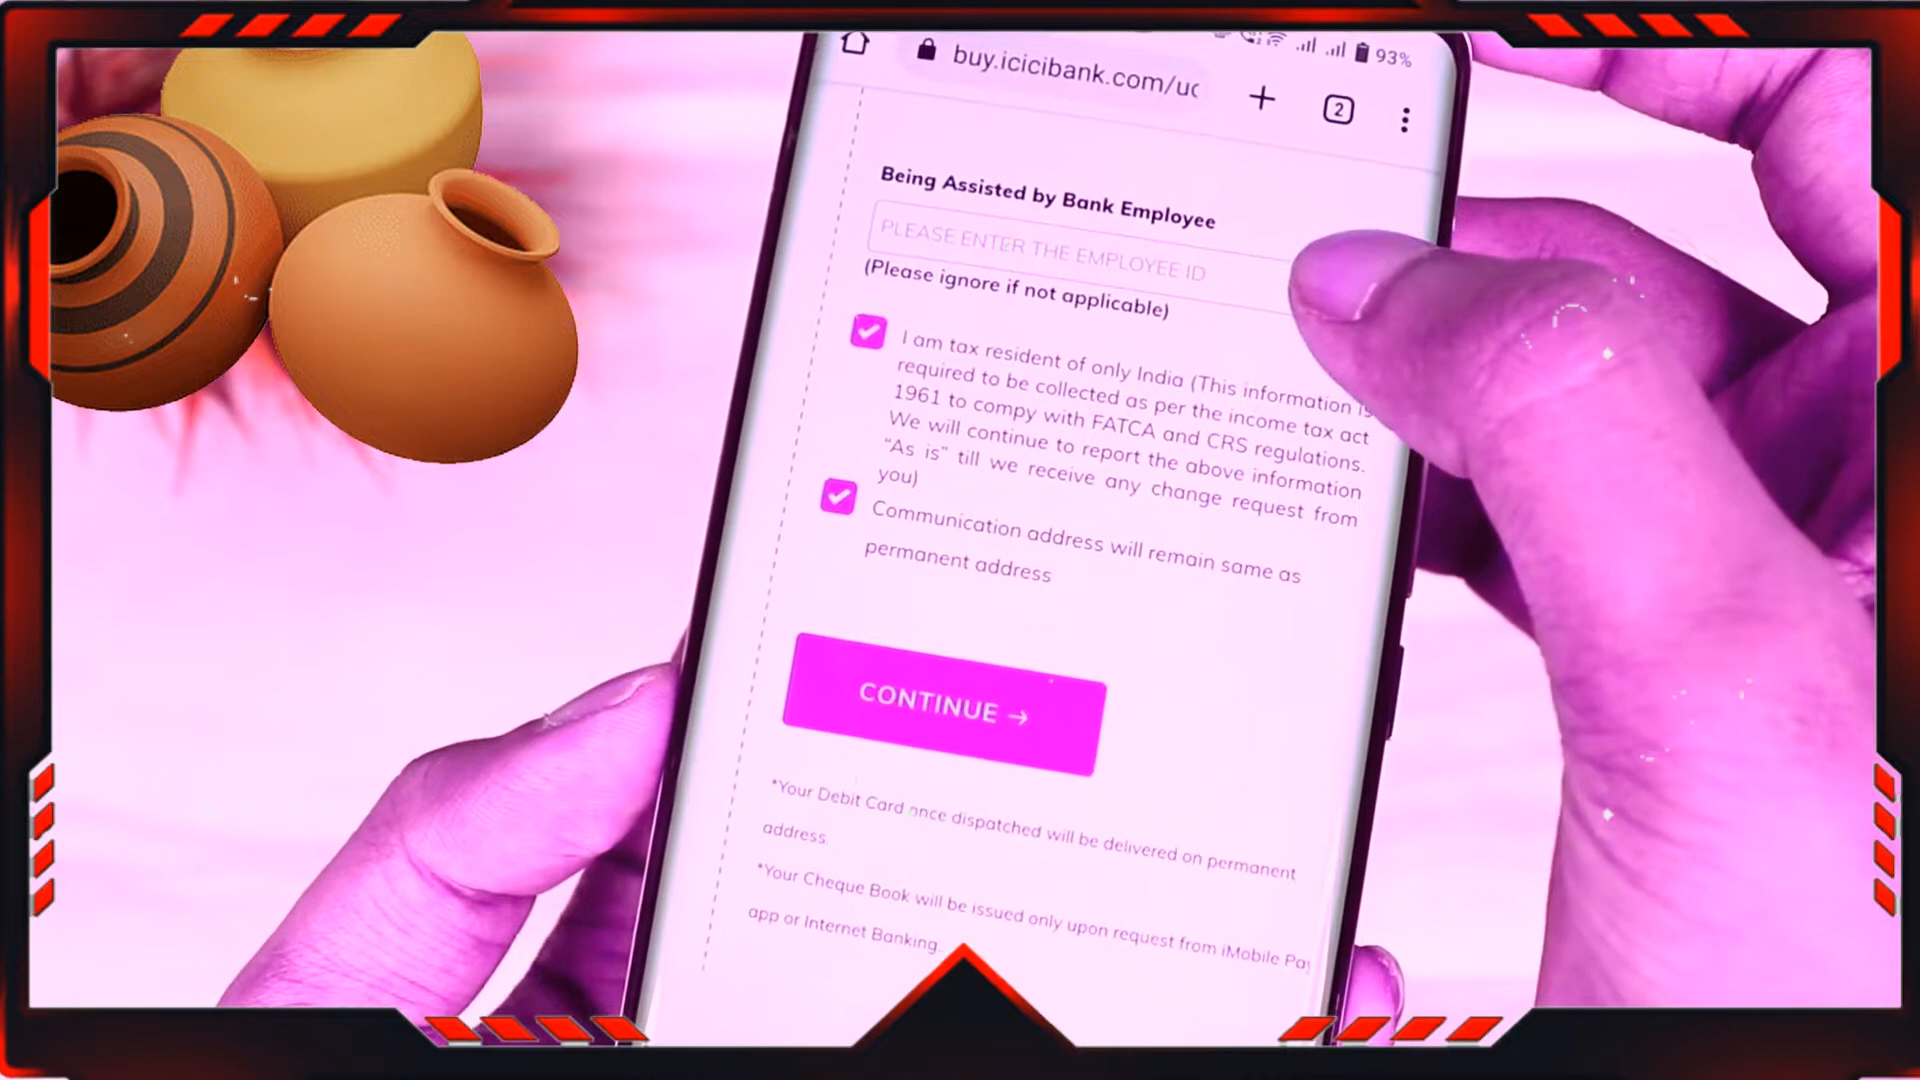 93%
buy.icicibank.com/uc
2
Being Assisted by Bank Employee
PLEASE ENTER THE EMPLOYEE ID
(Please ignore if not applicable)
I am tax resident of only India (This information is
required to be collected as per the income tax act
1961 to compy with FATCA and CRS regulations.
We will continue to report the above information
"As is" till we receive any change request from
you)
Communication address will remain same as
permanent address
CONTINUE →
*Your Debit Card once dispatched will be delivered on permanent
address.
*Your Cheque Book will be issued only upon request from iMobile Pay
app or Internet Banking.